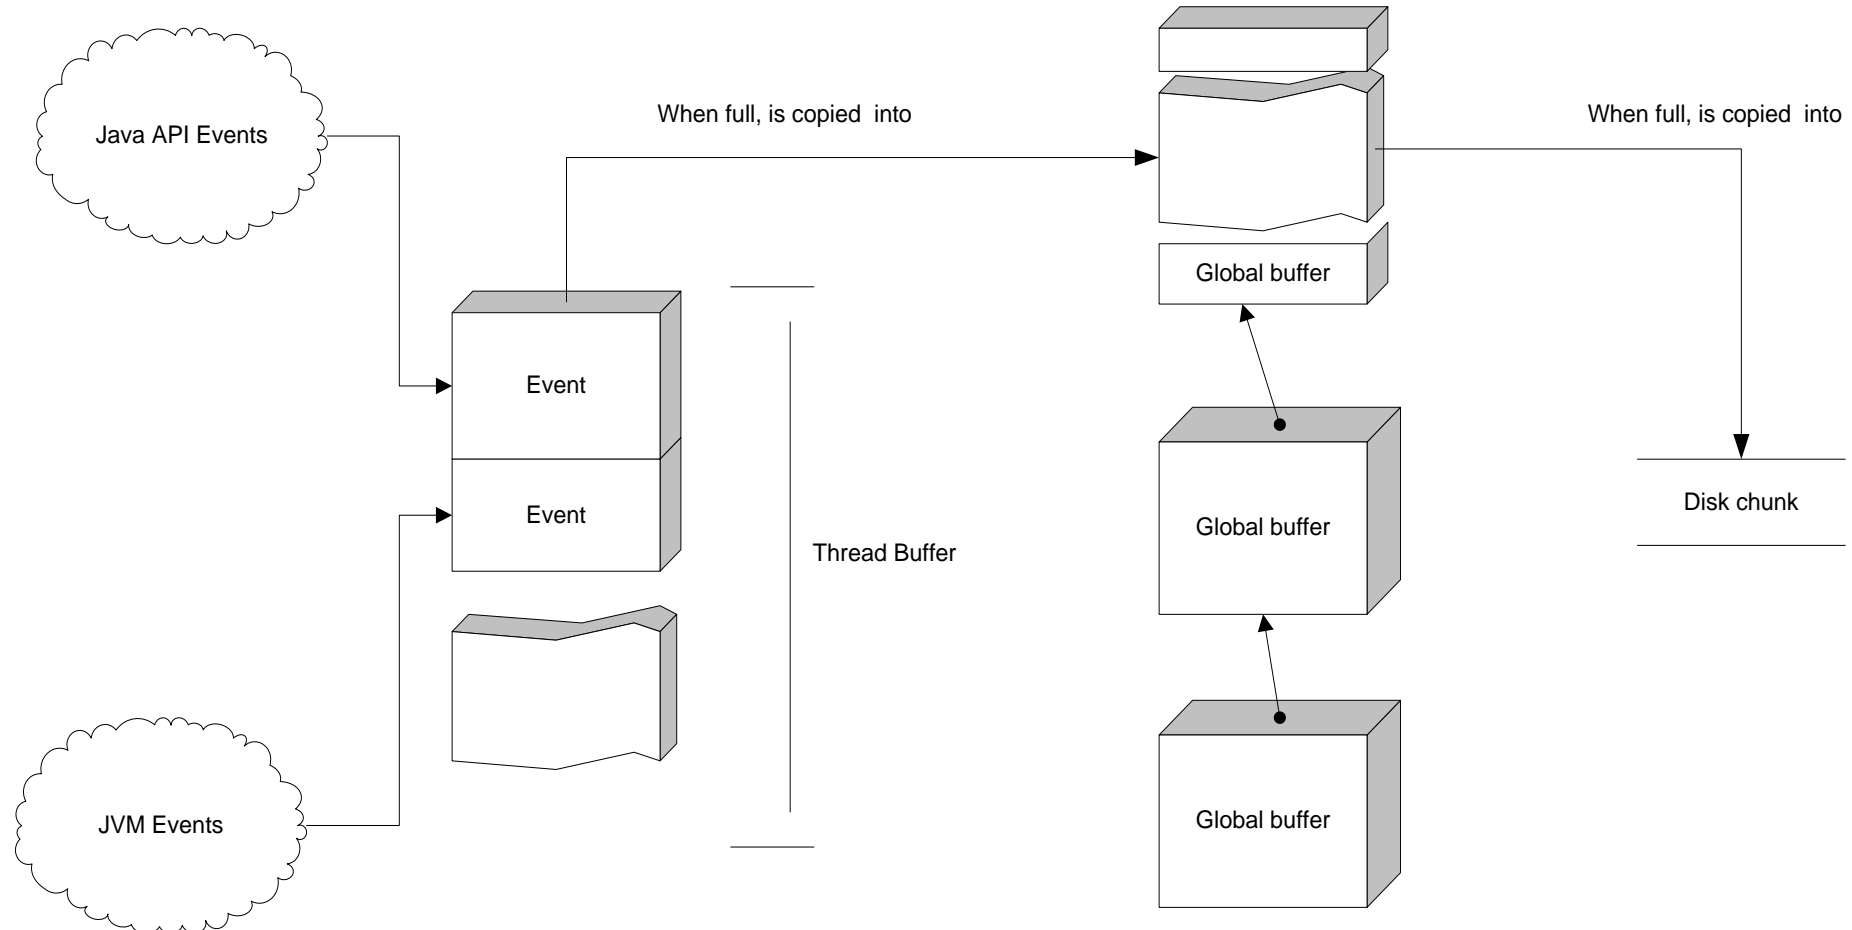 Java API Events
When full, is copied  into
When full, is copied  into
Global buffer
Event
Event
Thread Buffer
Global buffer
Disk chunk
JVM Events
Global buffer